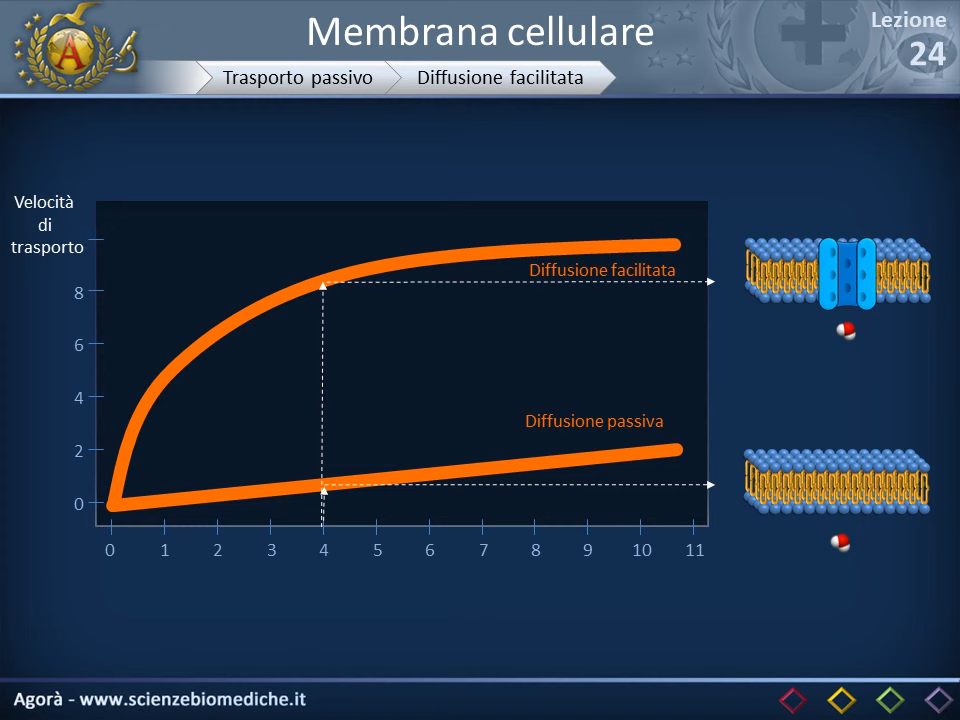 Membrana cellulare
Lezione
24
Trasporto passivo
Diffusione facilitata
Velocità
di
trasporto
8
6
4
2
0
Diffusione facilitata
Diffusione passiva
0 1 2 3 4 5 6 7 8 9 10 11
Agorà - www.scienzebiomediche.it